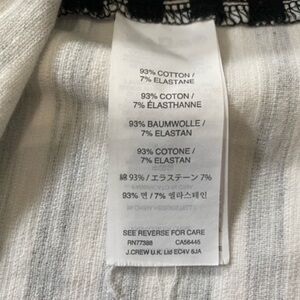 93% COTTON /
7% ELASTANE
93% COTON /
7% ÉLASTHANNE
93% BAUMWOLLE /
7% ELASTAN
93% COTONE /
7% ELASTAN
綿 93% / エラステーン 7%
93% 면 / 7% 엘라스테인
SEE REVERSE FOR CARE
RN77388 CA56445
J.CREW U.K. Ltd EC4V 6JA